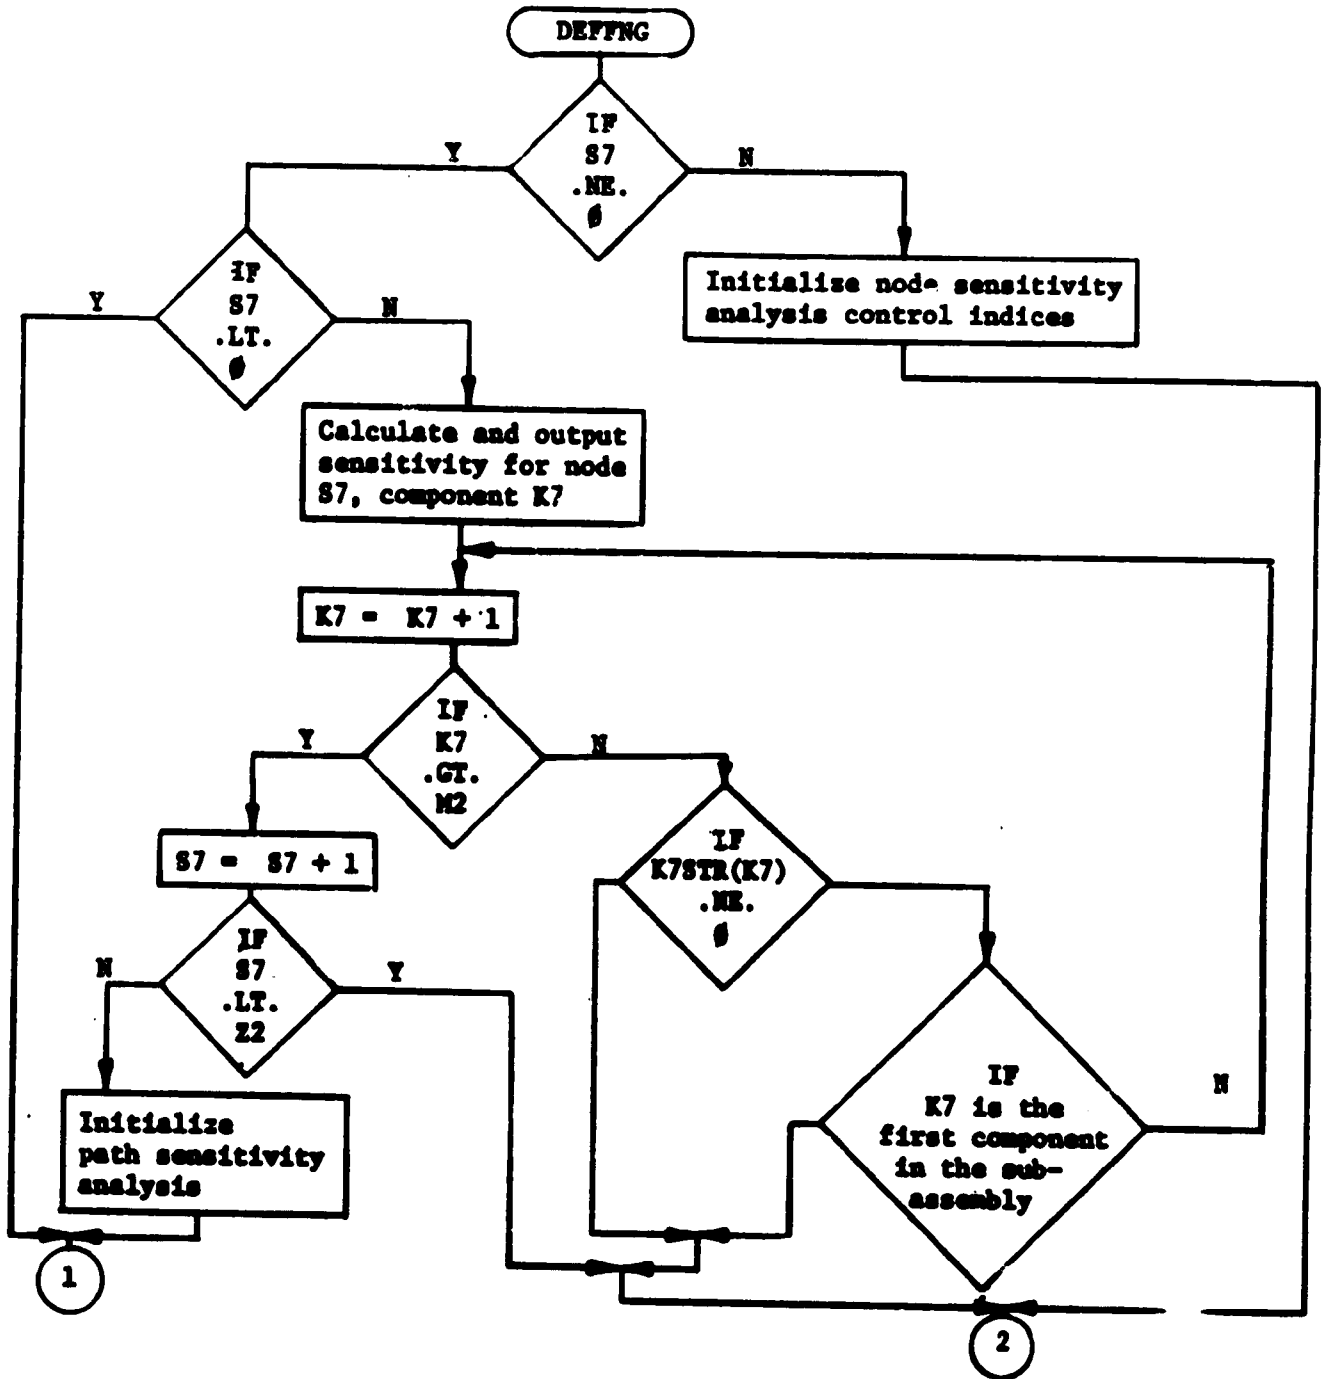 DEFFNG
IF
S7
.NE.
Ø
Y
N
IF
S7
.LT.
Ø
Y
N
Initialize node sensitivity
analysis control indices
Calculate and output
sensitivity for node
S7, component K7
K7 = K7 + 1
IF
K7
.GT.
M2
Y
N
S7 = S7 + 1
IF
K7STR(K7)
.NE.
Ø
IF
S7
.LT.
Z2
N
Y
IF
K7 is the
first component
in the sub-
assembly
N
Initialize
path sensitivity
analysis
1
2